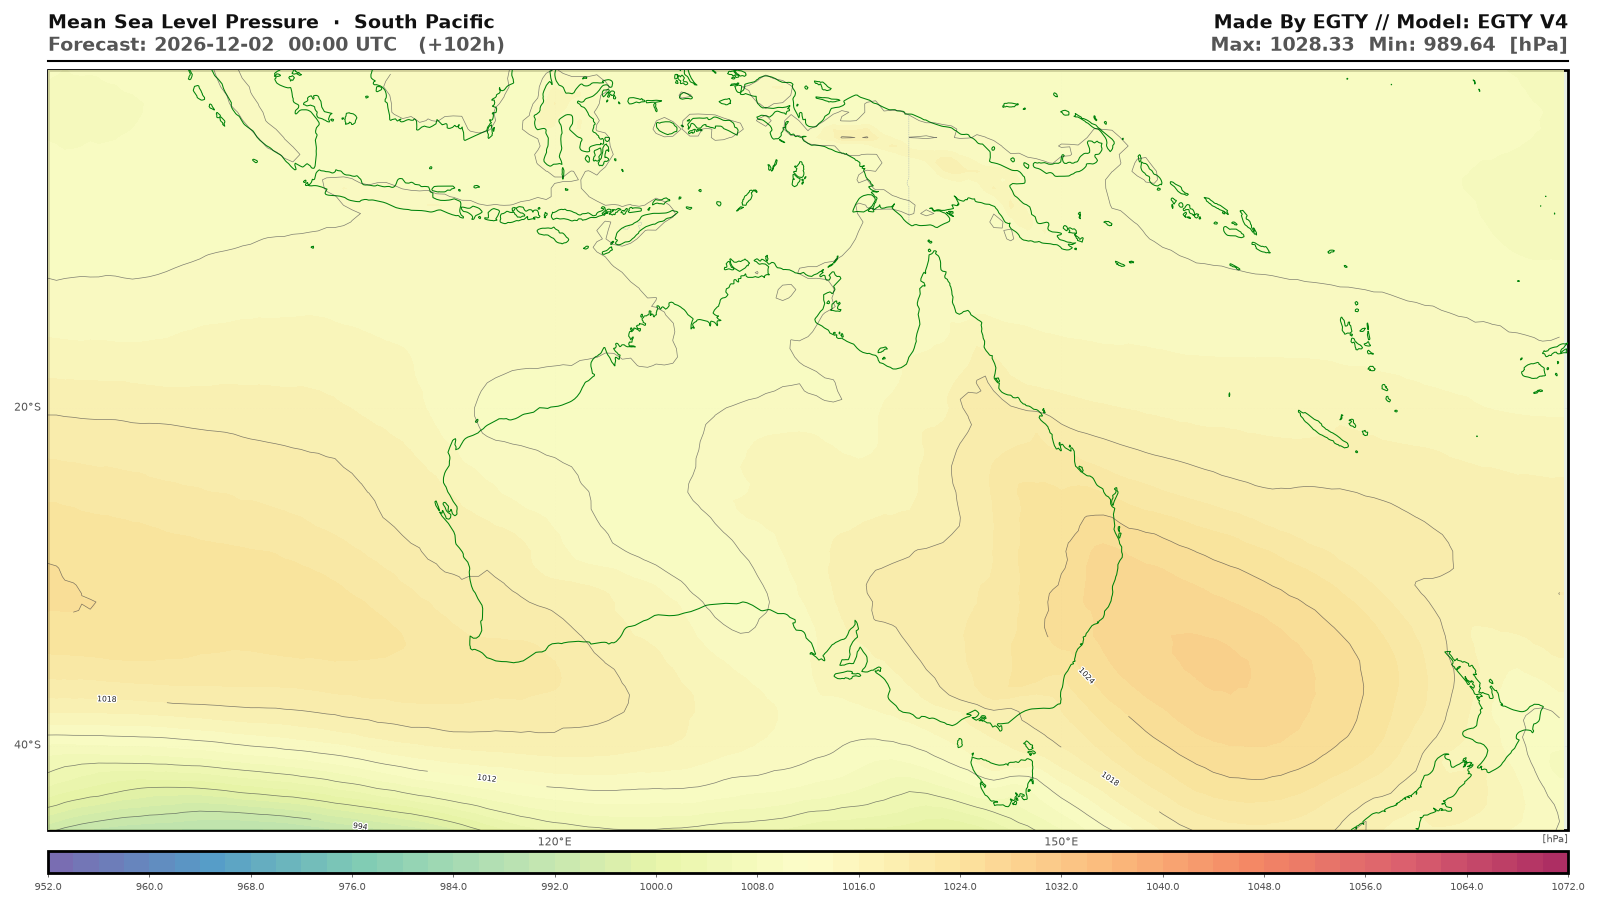 Mean Sea Level Pressure · South Pacific
Made By EGTY // Model: EGTY V4
Forecast: 2026-12-02 00:00 UTC (+102h)
Max: 1028.33 Min: 989.64 [hPa]
20°S
1024
1018
40°S
1012
1018
994
120°E
150°E
[hPa]
952.0 960.0 968.0 976.0 984.0 992.0 1000.0 1008.0 1016.0 1024.0 1032.0 1040.0 1048.0 1056.0 1064.0 1072.0